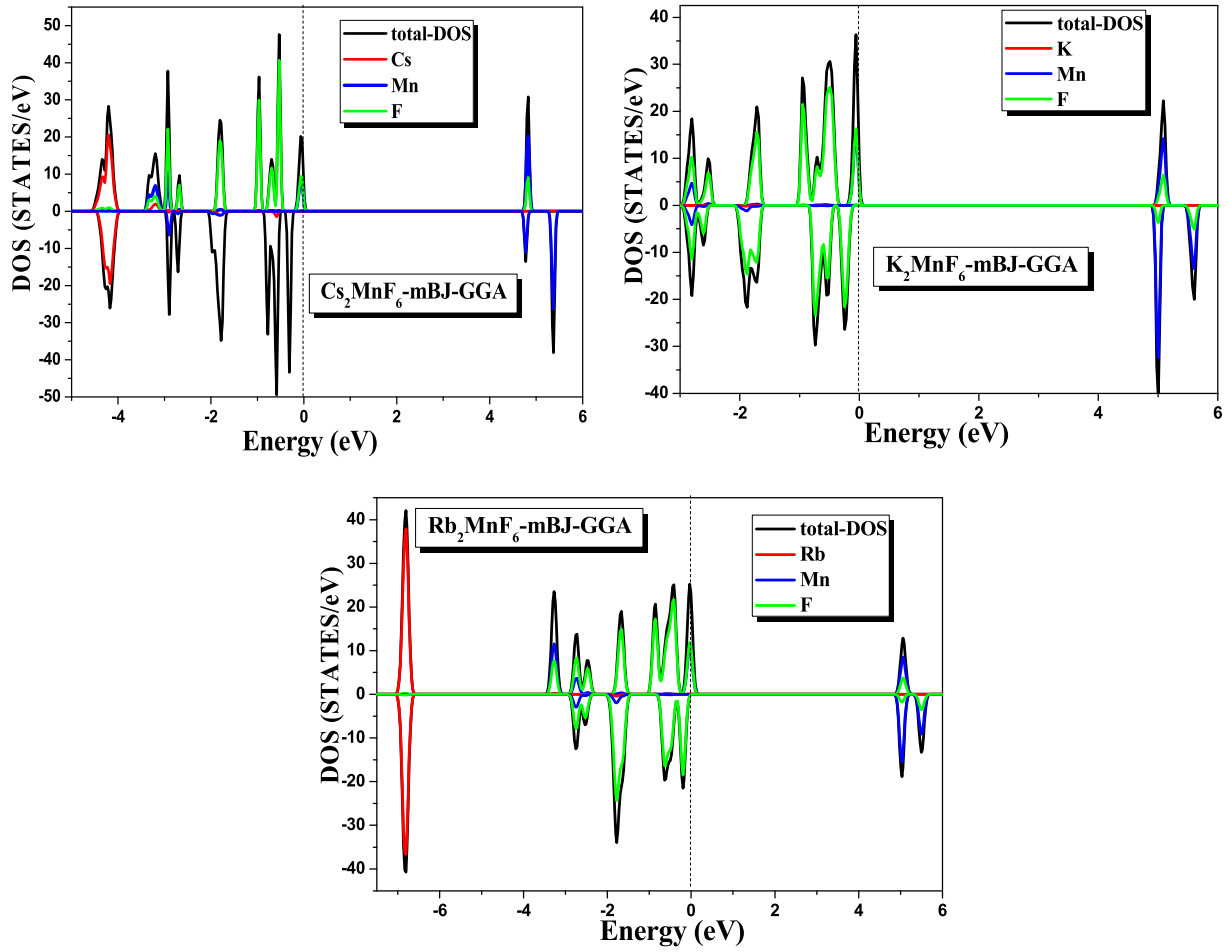 50
40
30
20
10
0
-10
-20
-30
-40
-50
-4
-2
0
2
4
6
DOS (STATES/eV)
Energy (eV)
total-DOS
Cs
Mn
F
Cs₂MnF₆-mBJ-GGA
40
30
20
10
0
-10
-20
-30
-40
-2
0
2
4
6
DOS (STATES/eV)
Energy (eV)
total-DOS
K
Mn
F
K₂MnF₆-mBJ-GGA
40
30
20
10
0
-10
-20
-30
-40
-6
-4
-2
0
2
4
6
DOS (STATES/eV)
Energy (eV)
Rb₂MnF₆-mBJ-GGA
total-DOS
Rb
Mn
F